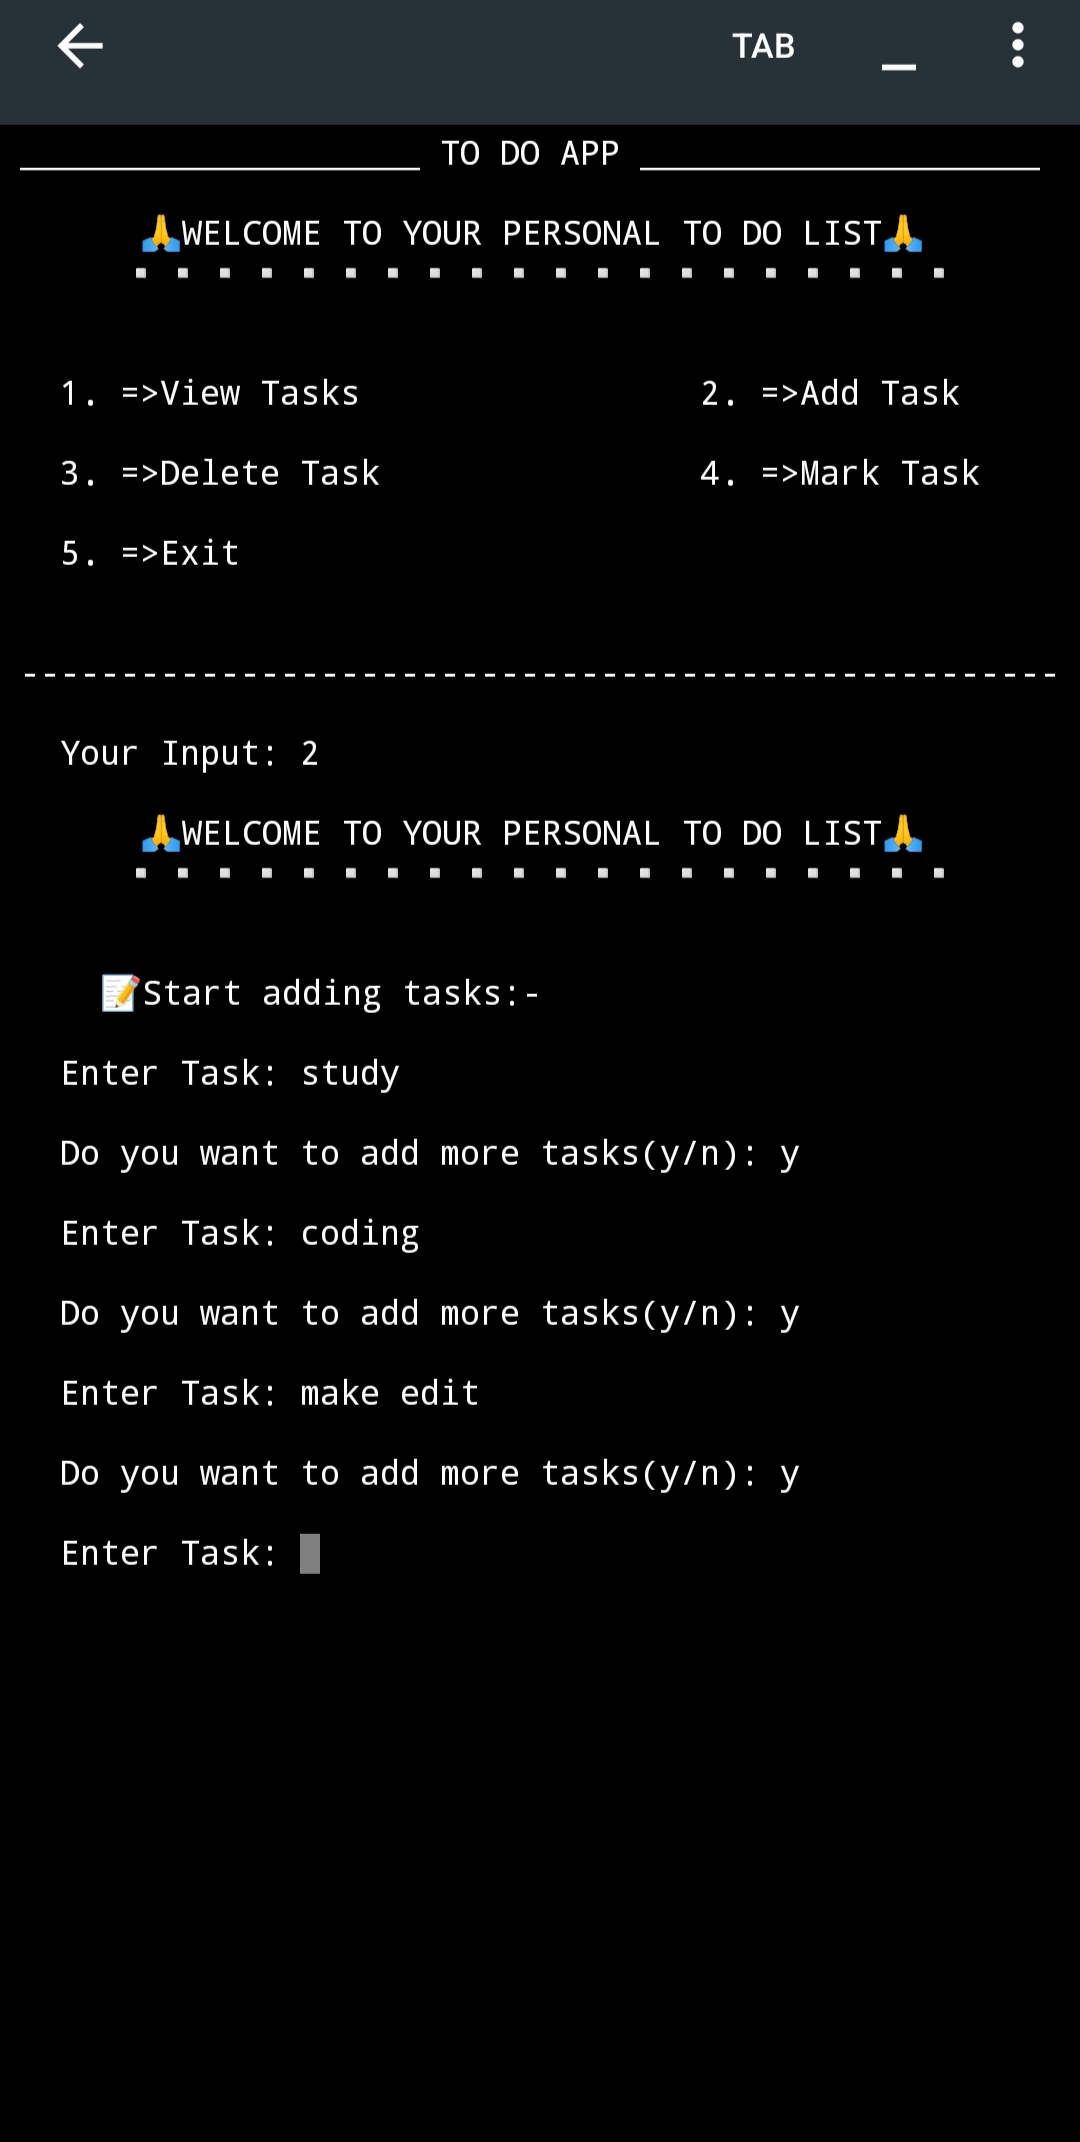 TAB _
TO DO APP
🙏WELCOME TO YOUR PERSONAL TO DO LIST🙏
1. =>View Tasks 2. =>Add Task
3. =>Delete Task 4. =>Mark Task
5. =>Exit
----------------------------------------------------
Your Input: 2
🙏WELCOME TO YOUR PERSONAL TO DO LIST🙏
📝Start adding tasks:-
Enter Task: study
Do you want to add more tasks(y/n): y
Enter Task: coding
Do you want to add more tasks(y/n): y
Enter Task: make edit
Do you want to add more tasks(y/n): y
Enter Task: